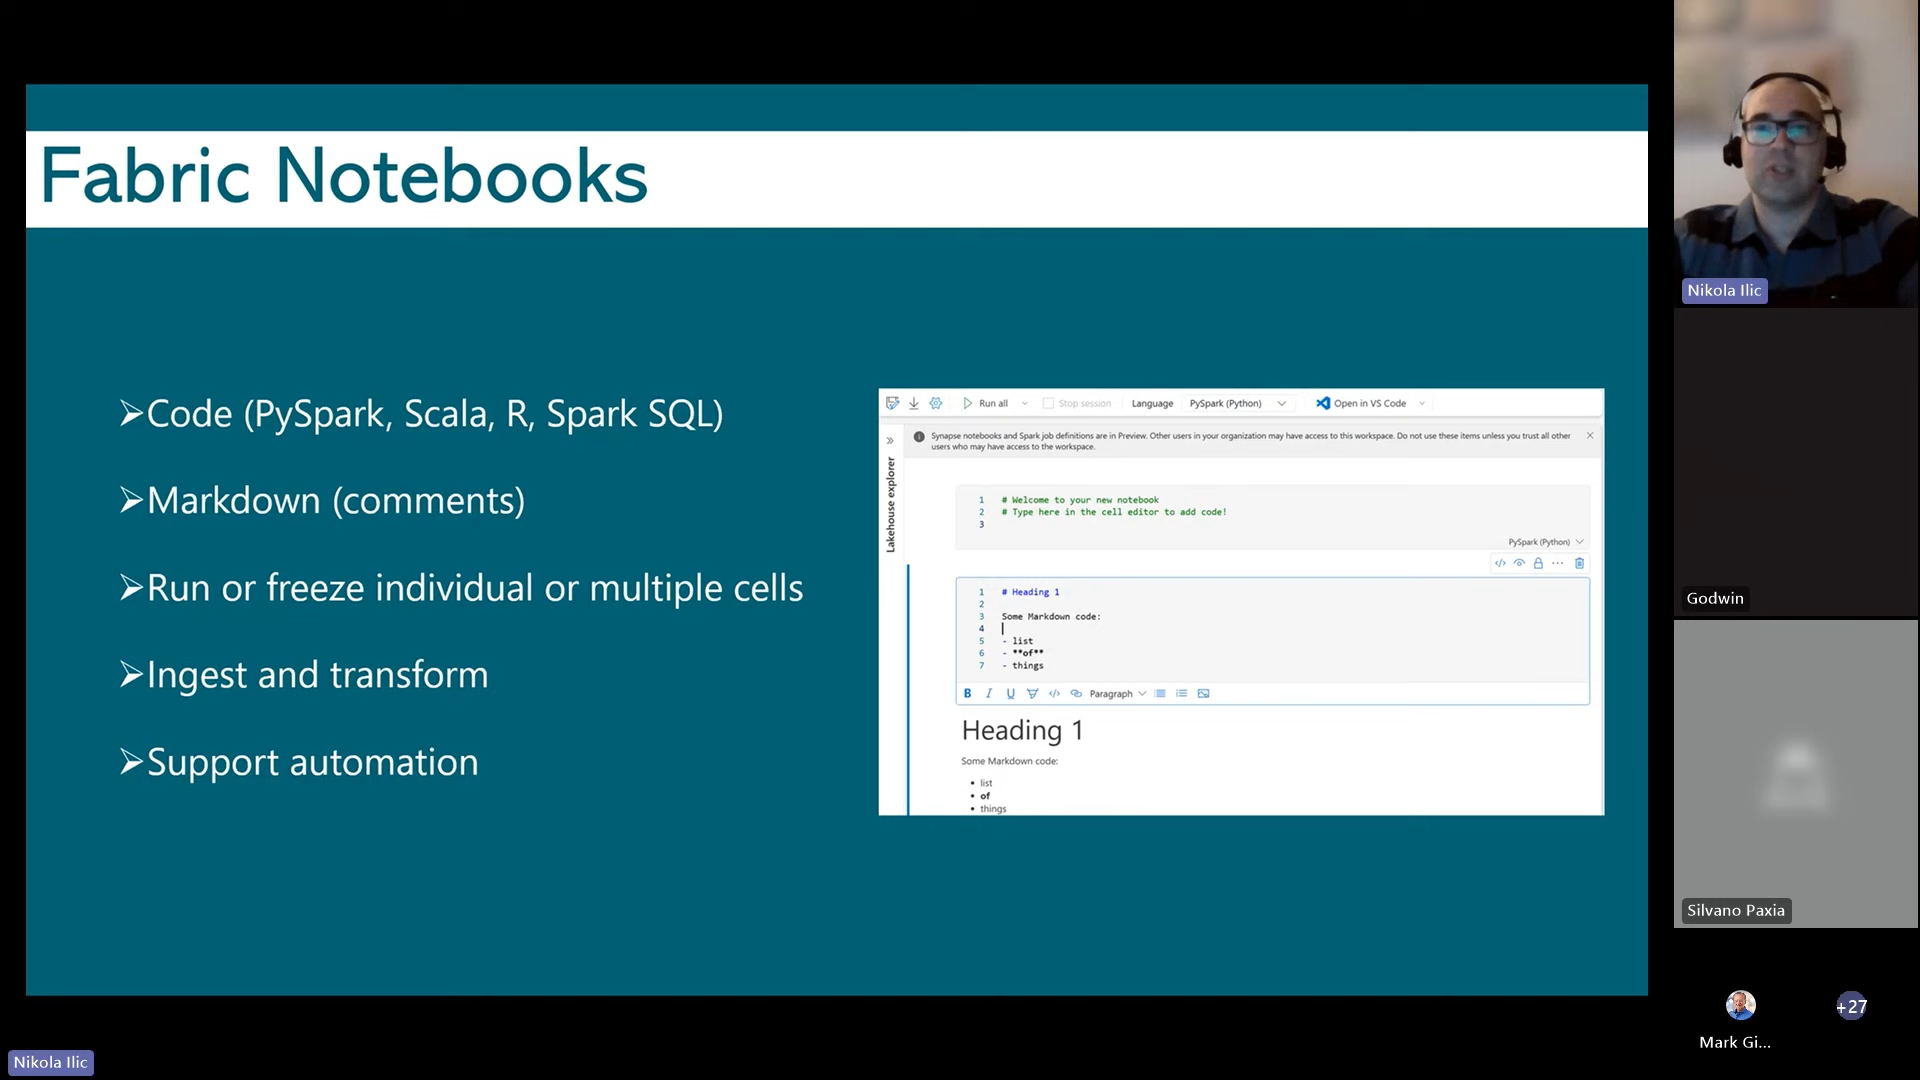 Fabric Notebooks
➢Code (PySpark, Scala, R, Spark SQL)
➢Markdown (comments)
➢Run or freeze individual or multiple cells
➢Ingest and transform
➢Support automation
Run all
Stop session
Language
PySpark (Python)
Open in VS Code
Lakehouse explorer
Synapse notebooks and Spark job definitions are in Preview. Other users in your organization may have access to this workspace. Do not use these items unless you trust all other
users who may have access to the workspace.
1 # Welcome to your new notebook
2 # Type here in the cell editor to add code!
3
PySpark (Python)
1 # Heading 1
2
3 Some Markdown code:
4
5 - list
6 - **of**
7 - things
B I U </> Paragraph
Heading 1
Some Markdown code:
• list
• of
• things
Nikola Ilic
Godwin
Silvano Paxia
Mark Gi...
+27
Nikola Ilic